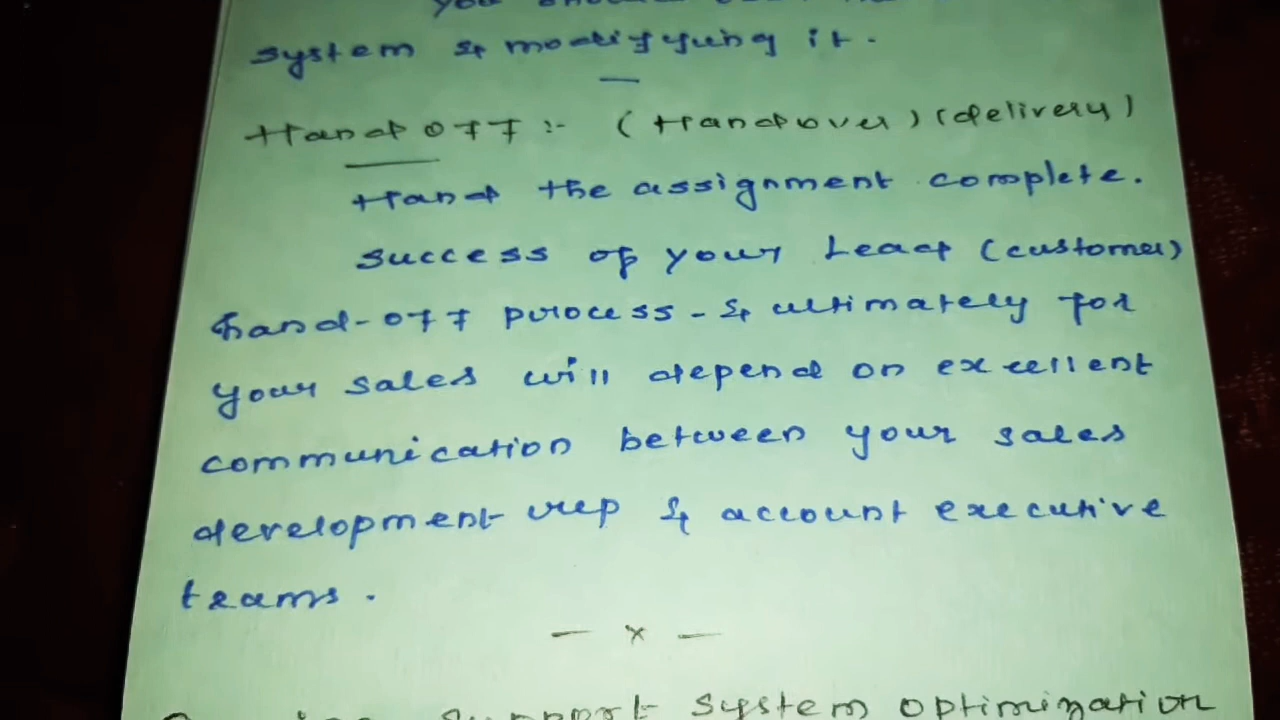 you should
system & modifying it.
Hand off :- (Handover) (delivery)
Hand the assignment complete.
success of your Lead (customer)
hand-off process - & ultimately for
your sales will depend on excellent
communication between your sales
development rep & account executive
teams.
— x —
support system optimization